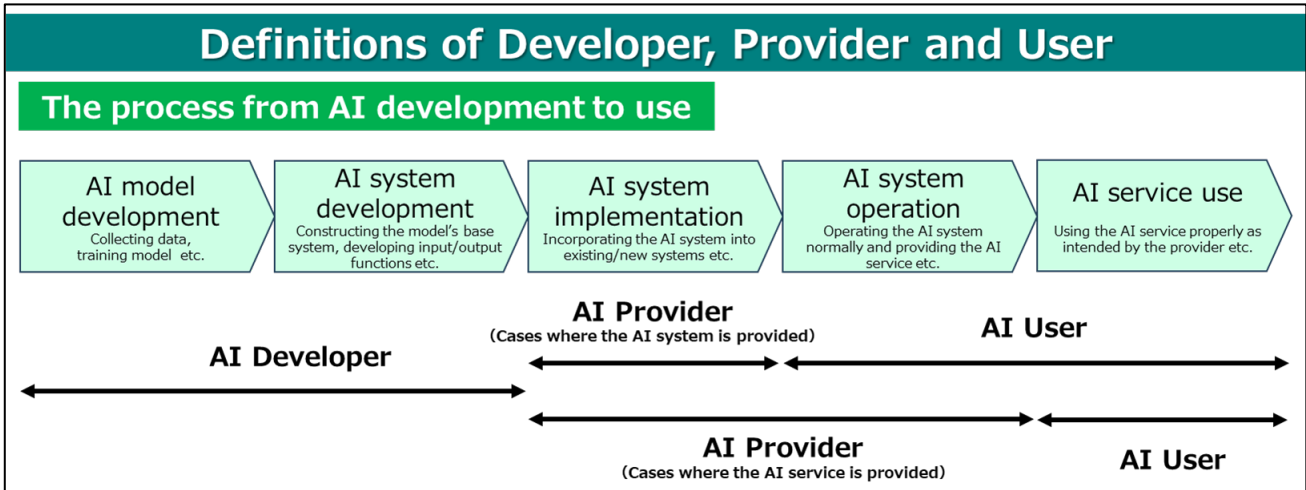 Definitions of Developer, Provider and User
The process from AI development to use
AI model
development
Collecting data,
training model etc.
AI system
development
Constructing the model's base
system, developing input/output
functions etc.
AI system
implementation
Incorporating the AI system into
existing/new systems etc.
AI system
operation
Operating the AI system
normally and providing the AI
service etc.
AI service use
Using the AI service properly as
intended by the provider etc.
AI Provider
(Cases where the AI system is provided)
AI User
AI Developer
AI Provider
(Cases where the AI service is provided)
AI User